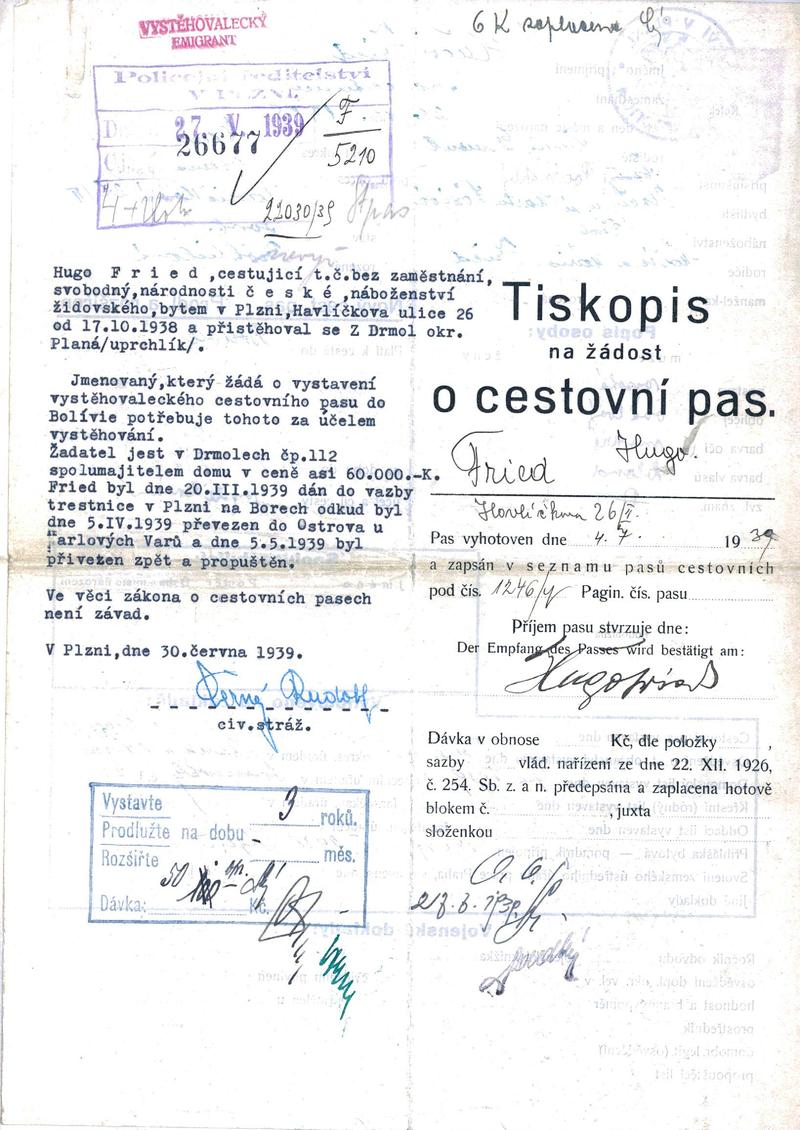 VYSTĚHOVALECKÝ
EMIGRANT
6 K zaplaceno
Policejní ředitelství
V PLZNI
27. V. 1939
26677
F
5210
21030/39
Hugo F r i e d ,cestující t.č.bez zaměstnání,
svobodný,národnosti č e s k é ,náboženství
židovského,bytem v Plzni,Havlíčkova ulice 26
od 17.10.1938 a přistěhoval se Z Drmol okr.
Planá/uprchlík/.
Jmenovaný,který žádá o vystavení
vystěhovaleckého cestovního pasu do
Bolívie potřebuje tohoto za účelem
vystěhování.
Žadatel jest v Drmolech čp.112
spolumajitelem domu v ceně asi 60.000.-K.
Fried byl dne 20.III.1939 dán do vazby
trestnice v Plzni na Borech odkud byl
dne 5.IV.1939 převezen do Ostrova u
Karlových Varů a dne 5.5.1939 byl
přivezen zpět a propuštěn.
Ve věci zákona o cestovních pasech
není závad.
V Plzni,dne 30.června 1939.
Černý Rudolf
civ.stráž.
Vystavte 3 roků.
Prodlužte na dobu
Rozšiřte měs.
50
Dávka: Kč.
Tiskopis
na žádost
o cestovní pas.
Fried Hugo.
Havlíčkova 26/I.
Pas vyhotoven dne 4. 7. 1939
a zapsán v seznamu pasů cestovních
pod čís. 1246/ Pagin. čís. pasu
Příjem pasu stvrzuje dne:
Der Empfang des Passes wird bestätigt am:
Hugo Fried
Dávka v obnose Kč, dle položky ,
sazby vlád. nařízení ze dne 22. XII. 1926,
č. 254. Sb. z. a n. předepsána a zaplacena hotově
blokem č. , juxta
složenkou